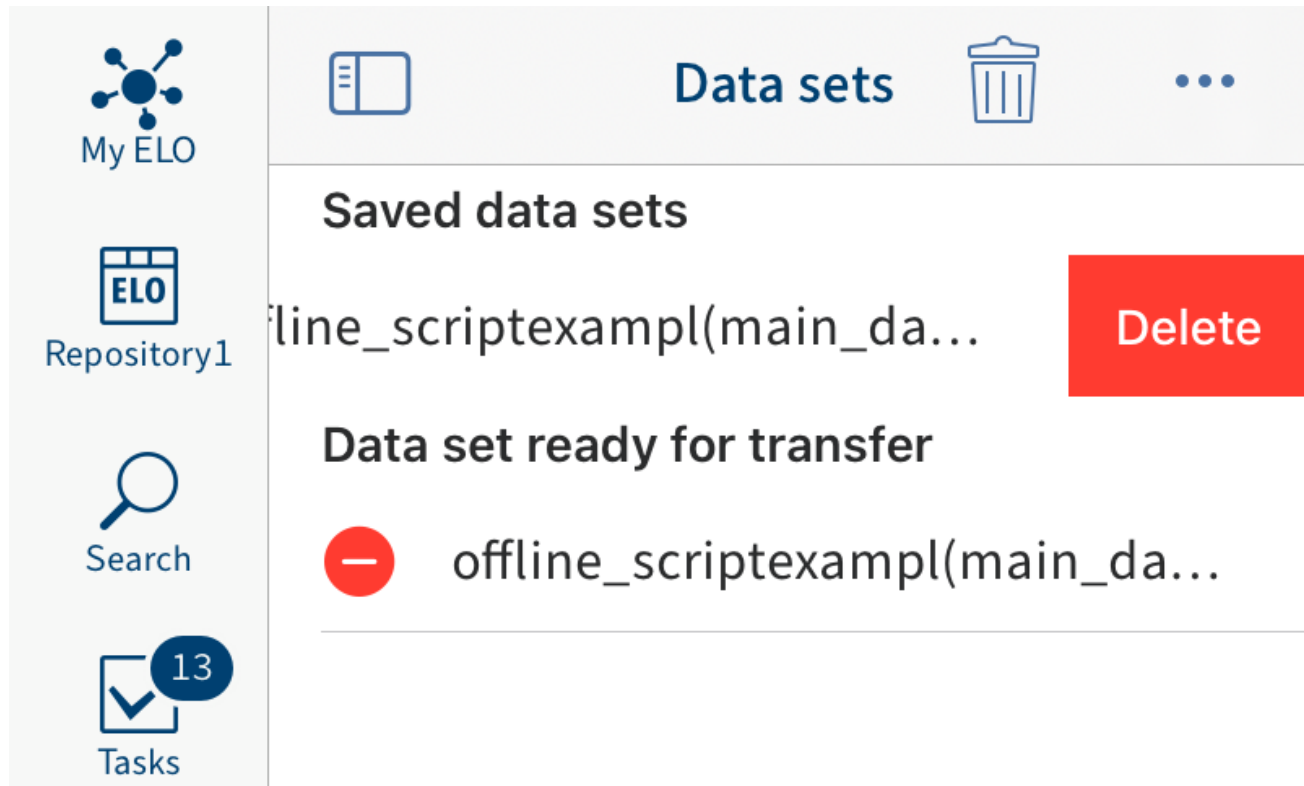 My ELO
Data sets
Saved data sets
ELO
Repository1
line_scriptexampl(main_da...
Delete
Data set ready for transfer
Search
offline_scriptexampl(main_da...
13
Tasks